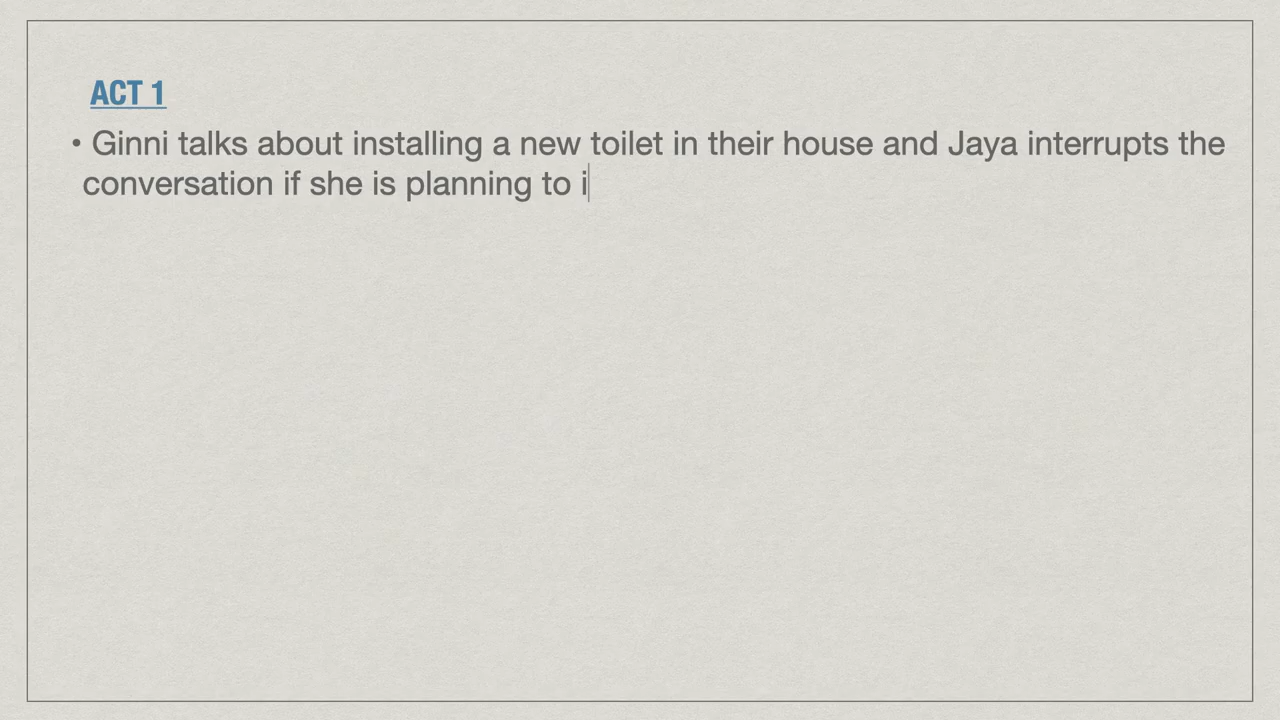 ACT 1
• Ginni talks about installing a new toilet in their house and Jaya interrupts the
conversation if she is planning to i